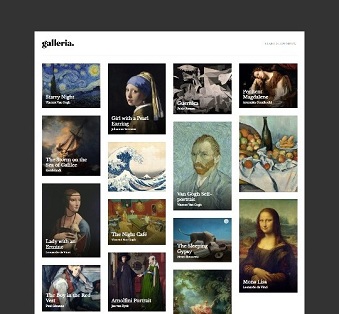 galleria.
Starry Night
Vincent Van Gogh
Girl with a Pearl
Earring
Johannes Vermeer
Guernica
Pablo Picasso
Penitent
Magdalene
Artemisia Gentileschi
The Storm on the
Sea of Galilee
Rembrandt
Van Gogh Self-
portrait
Vincent Van Gogh
Lady with an
Ermine
Leonardo da Vinci
The Night Café
Vincent Van Gogh
The Sleeping
Gypsy
Henri Rousseau
Mona Lisa
Leonardo da Vinci
The Boy in the Red
Vest
Paul Cézanne
Arnolfini Portrait
Jan van Eyck